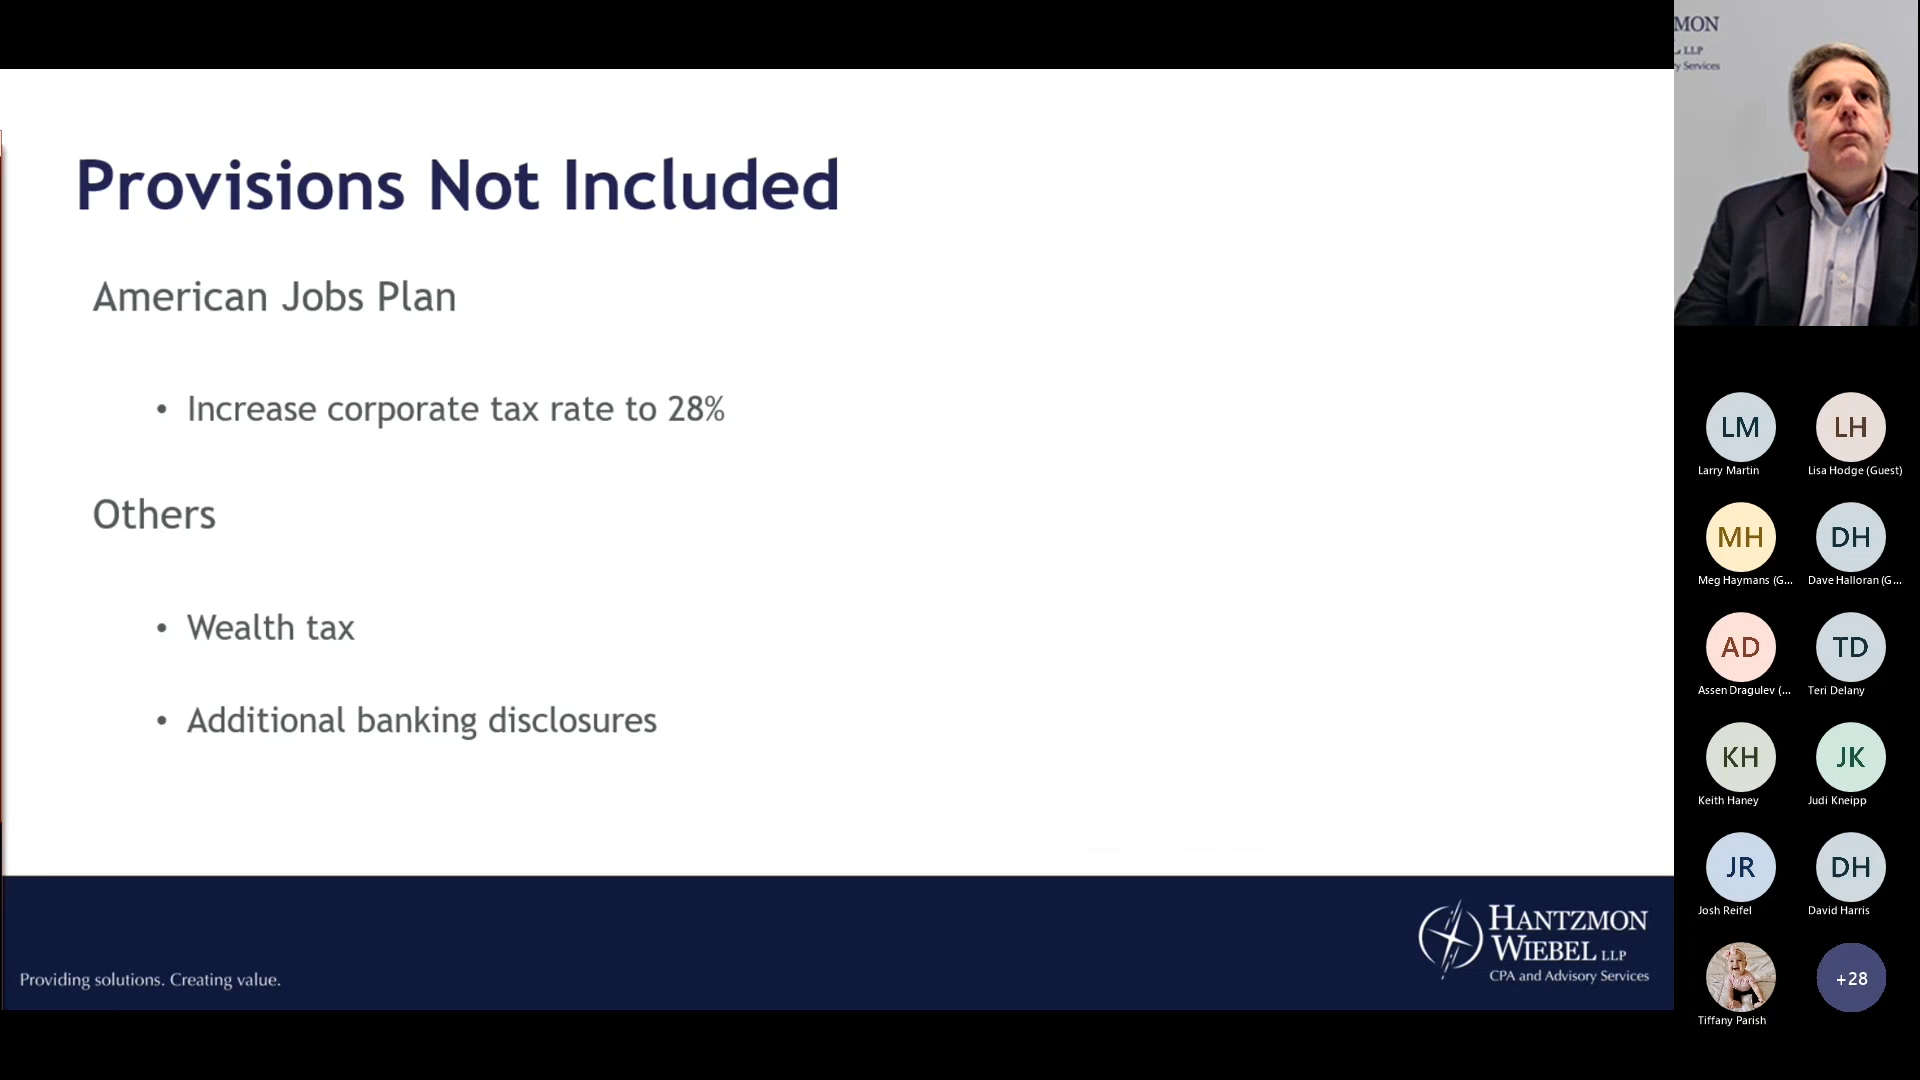 Provisions Not Included
American Jobs Plan
• Increase corporate tax rate to 28%
Others
• Wealth tax
• Additional banking disclosures
Providing solutions. Creating value.
HANTZMON
WIEBEL LLP
CPA and Advisory Services
MON
LLP
y Services
LM
Larry Martin
LH
Lisa Hodge (Guest)
MH
Meg Haymans (G...
DH
Dave Halloran (G...
AD
Assen Dragulev (...
TD
Teri Delany
KH
Keith Haney
JK
Judi Kneipp
JR
Josh Reifel
DH
David Harris
Tiffany Parish
+28